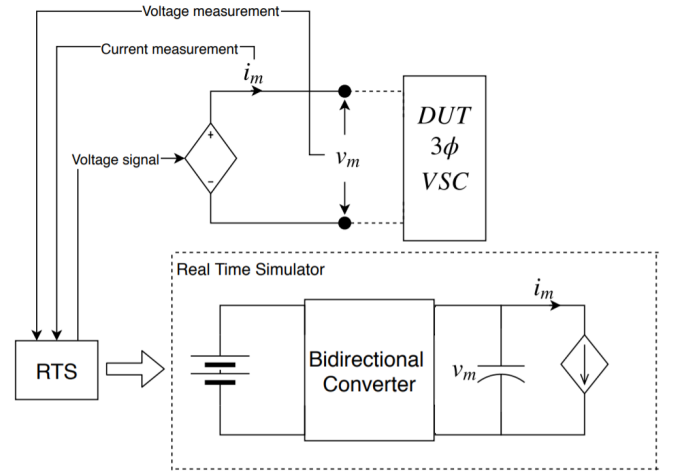 Voltage measurement
Current measurement
i_m
+
Voltage signal
-
v_m
DUT
3ϕ
VSC
Real Time Simulator
RTS
Bidirectional
Converter
v_m
i_m